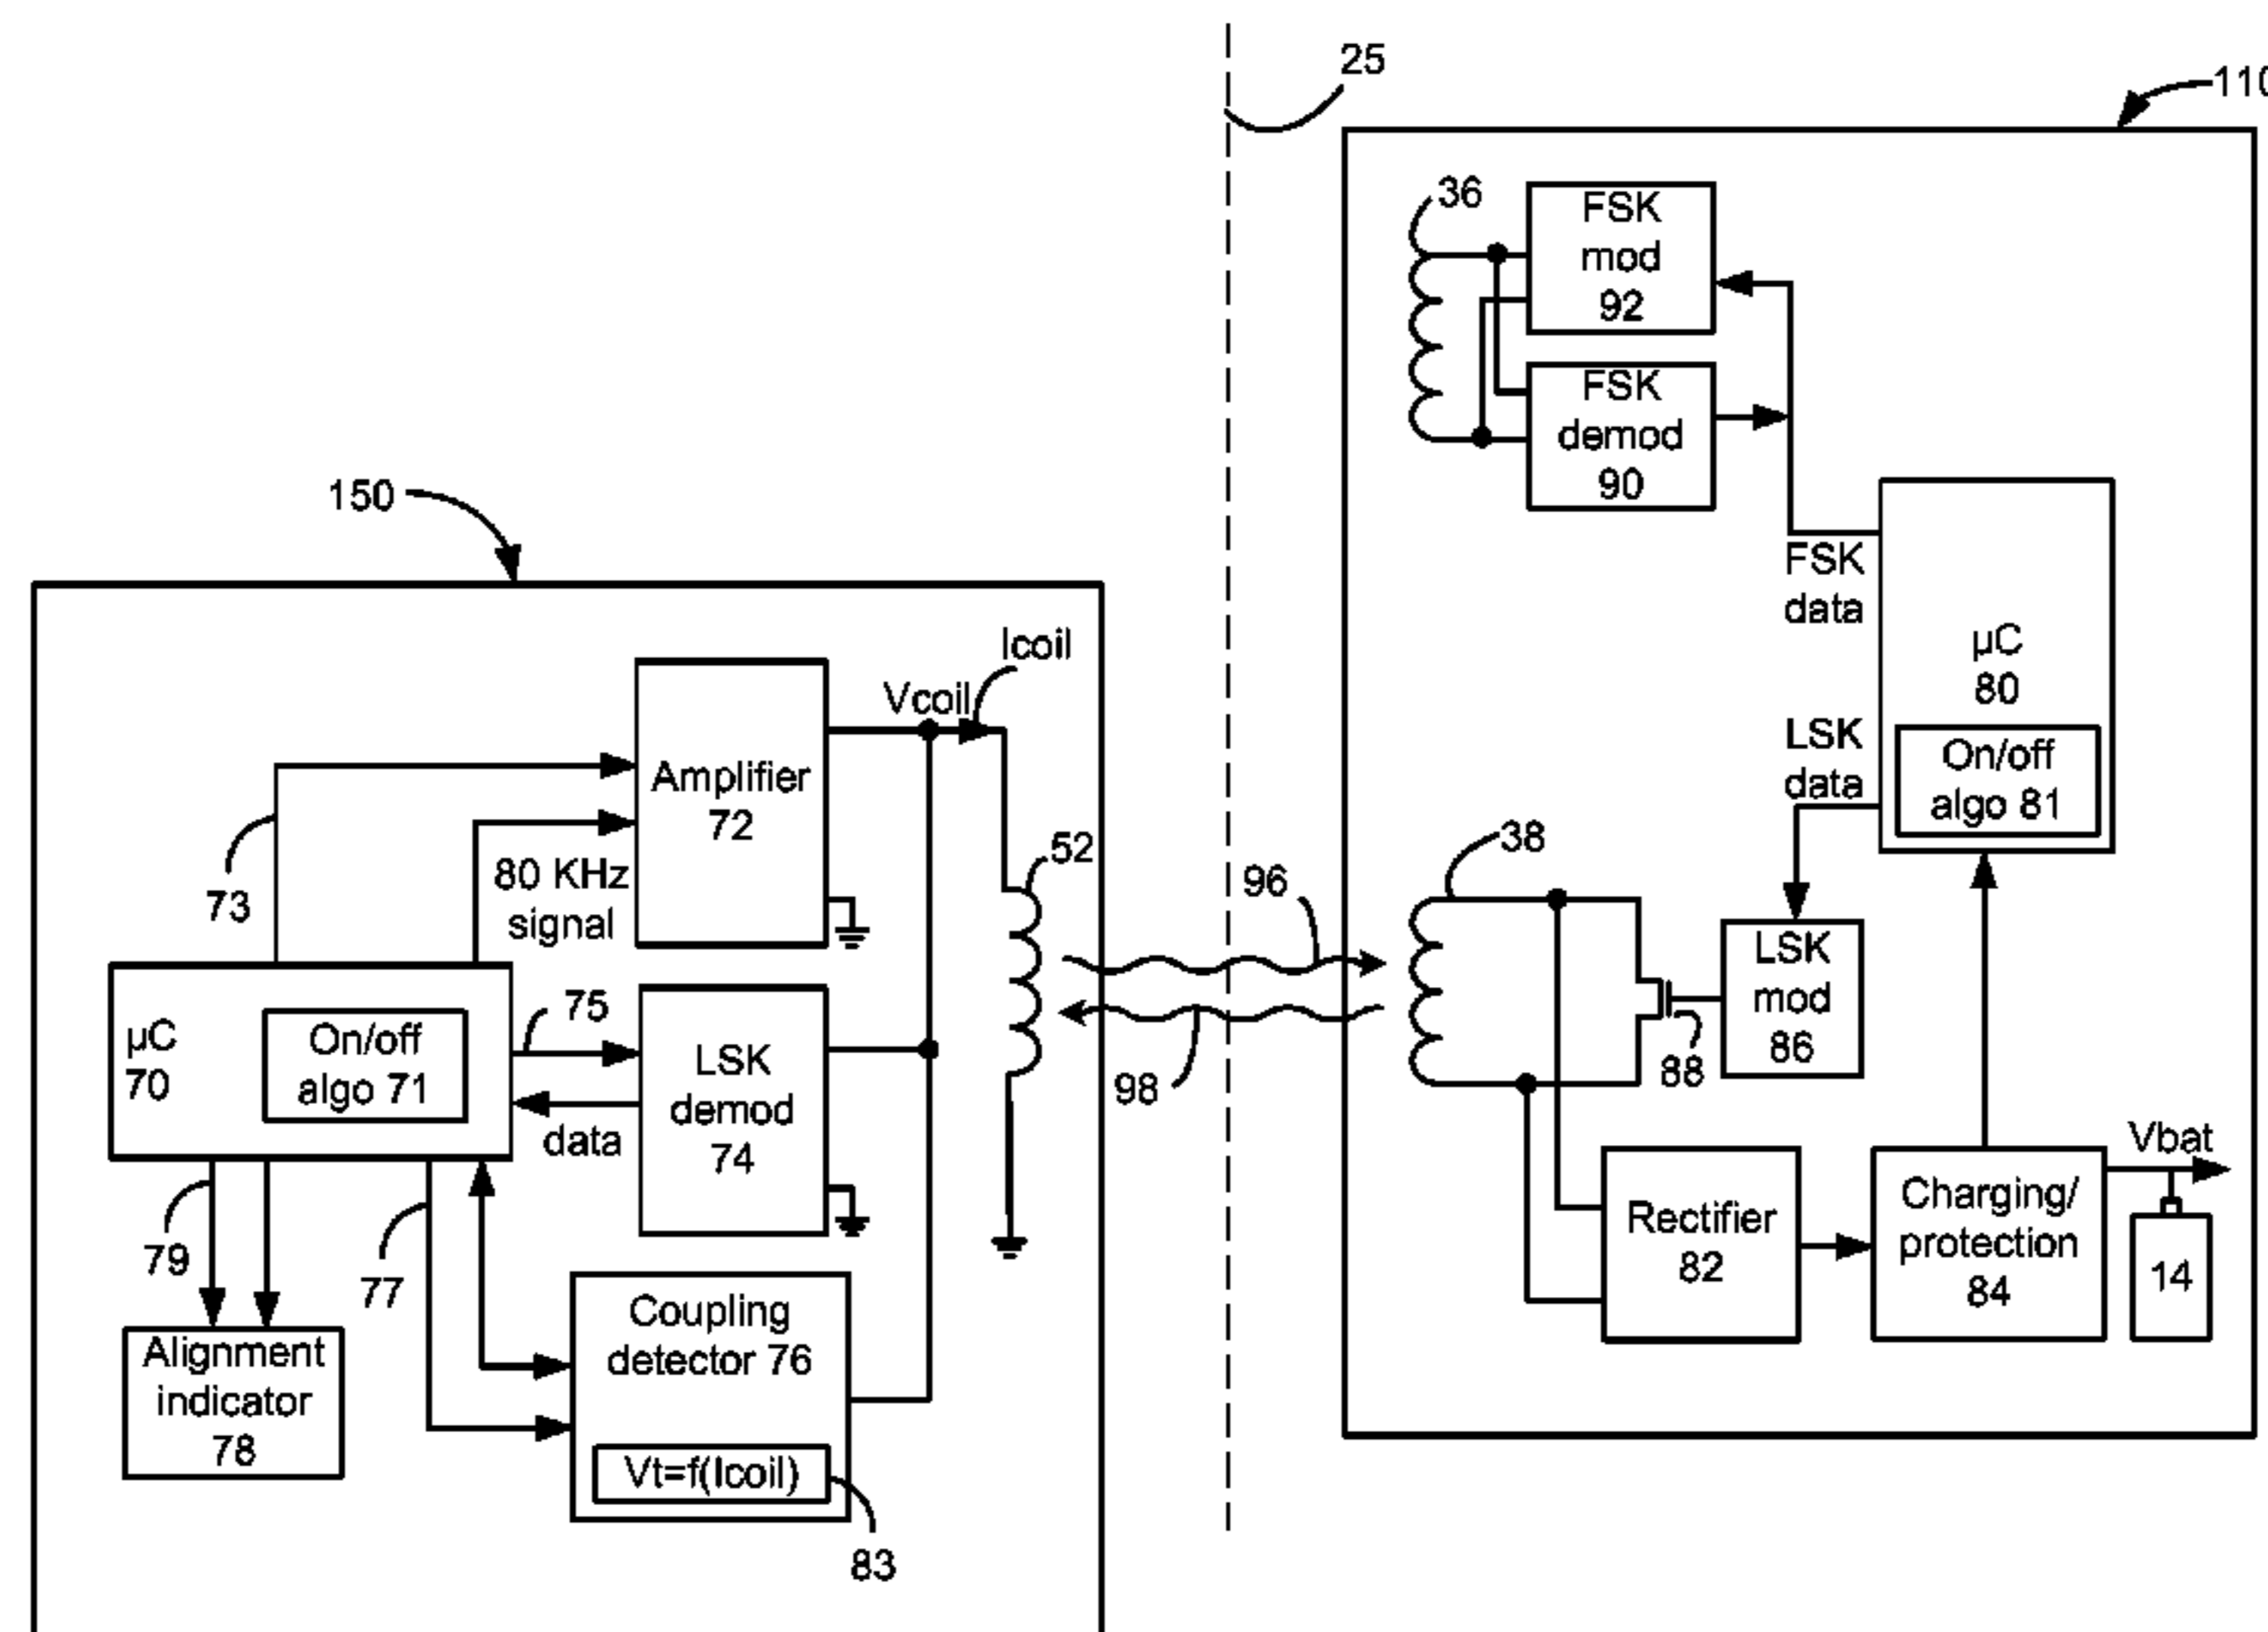 25
110
36
FSK
mod
92
FSK
demod
90
150
FSK
data
µC
80
On/off
algo 81
LSK
data
Icoil
Vcoil
Amplifier
72
73
80 KHz
signal
52
96
38
LSK
mod
86
88
98
µC
70
On/off
algo 71
75
data
LSK
demod
74
79
77
Alignment
indicator
78
Coupling
detector 76
Vt=f(Icoil)
83
Rectifier
82
Charging/
protection
84
Vbat
14